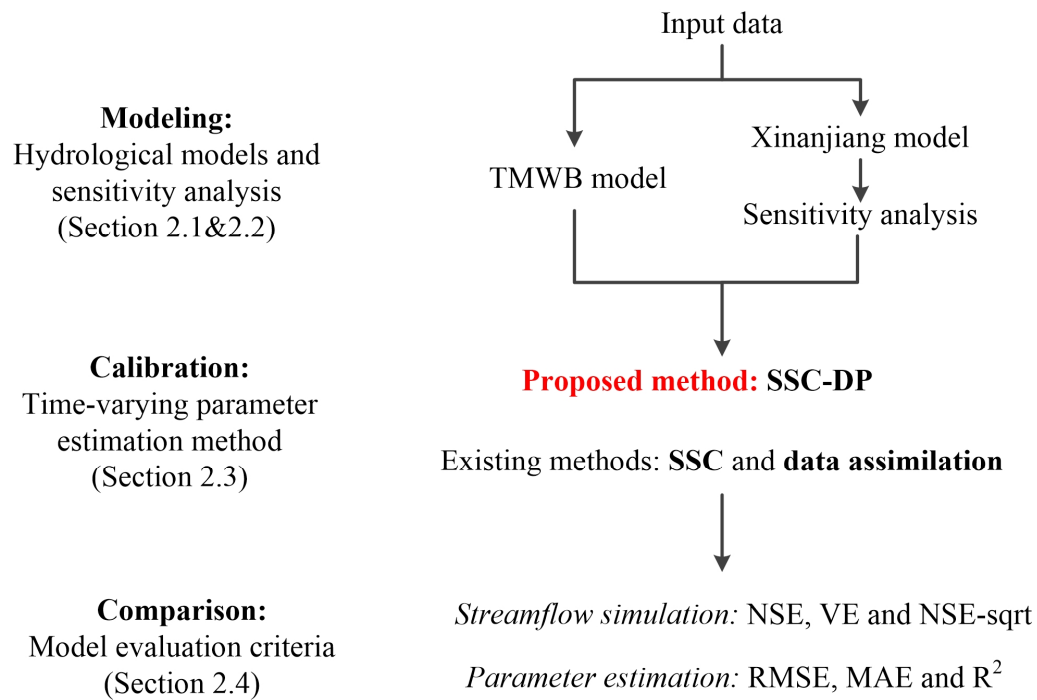 Input data
Modeling:
Hydrological models and
sensitivity analysis
(Section 2.1&2.2)
TMWB model
Xinanjiang model
Sensitivity analysis
Calibration:
Time-varying parameter
estimation method
(Section 2.3)
Proposed method: SSC-DP
Existing methods: SSC and data assimilation
Comparison:
Model evaluation criteria
(Section 2.4)
Streamflow simulation: NSE, VE and NSE-sqrt
Parameter estimation: RMSE, MAE and R²